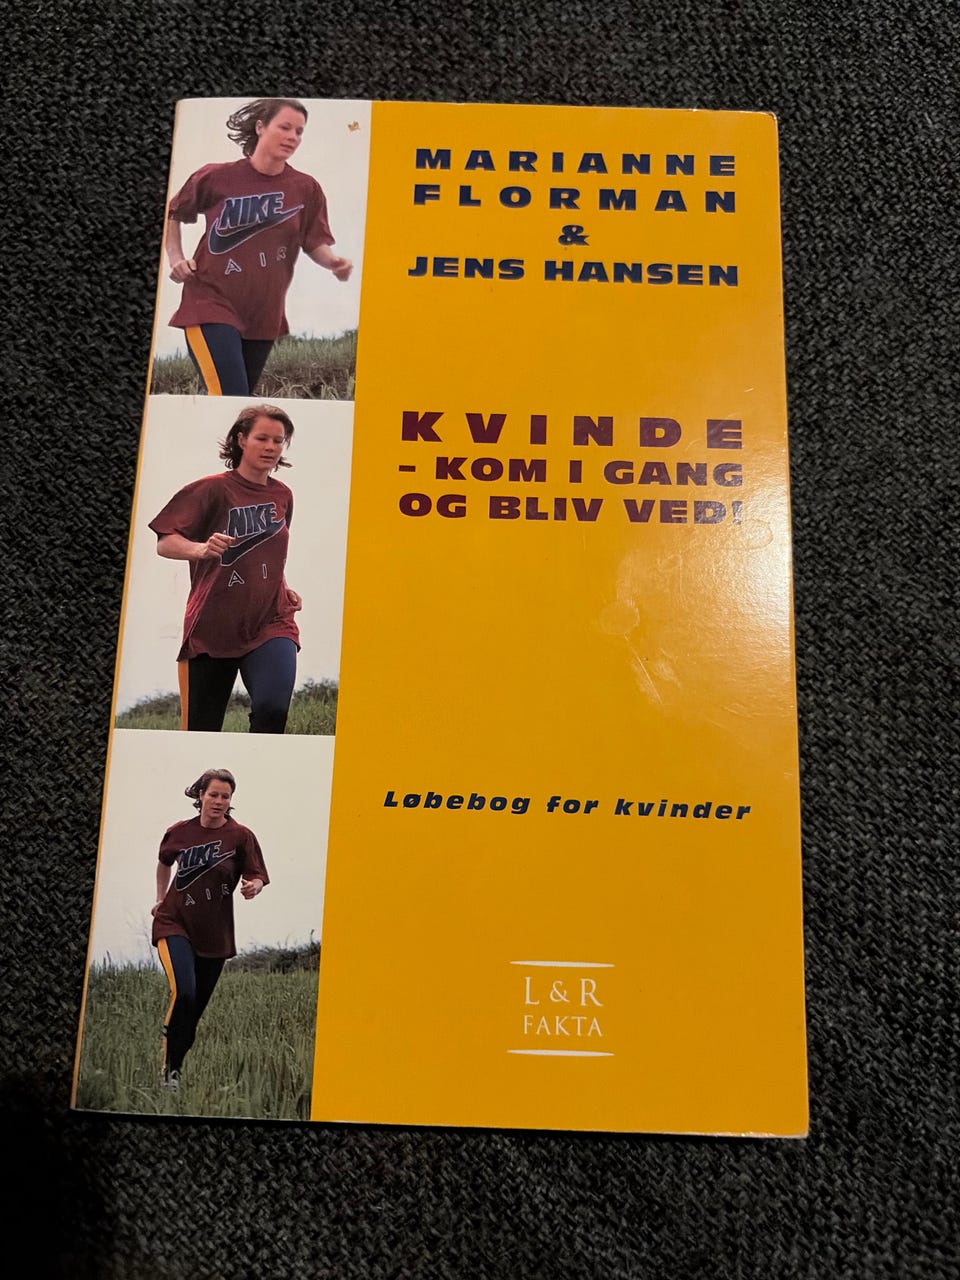 MARIANNE
FLORMAN
&
JENS HANSEN
KVINDE
- KOM I GANG
OG BLIV VED!
Løbebog for kvinder
L & R
FAKTA
NIKE
AIR
NIKE
AI
NIKE
AIR